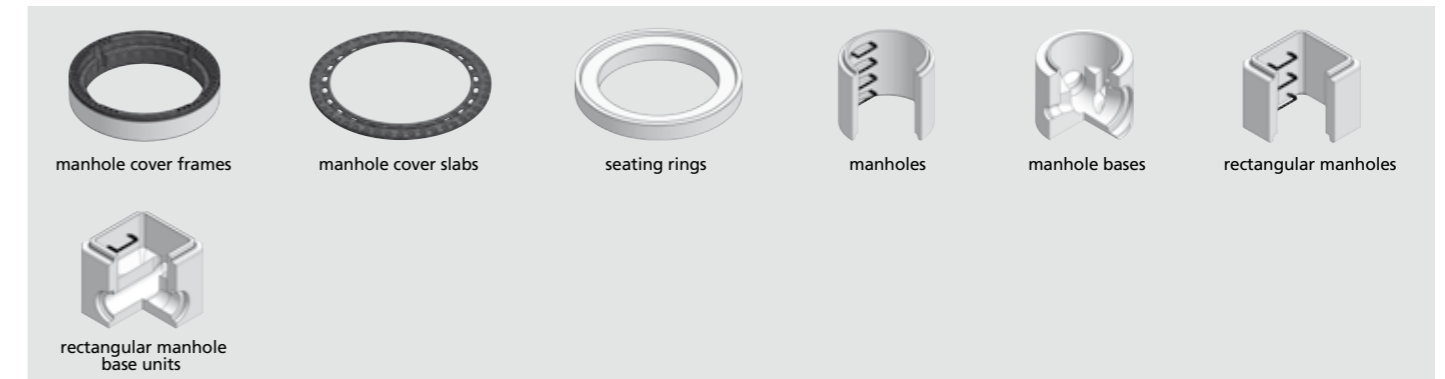 manhole cover frames
manhole cover slabs
seating rings
manholes
manhole bases
rectangular manholes
rectangular manhole
base units